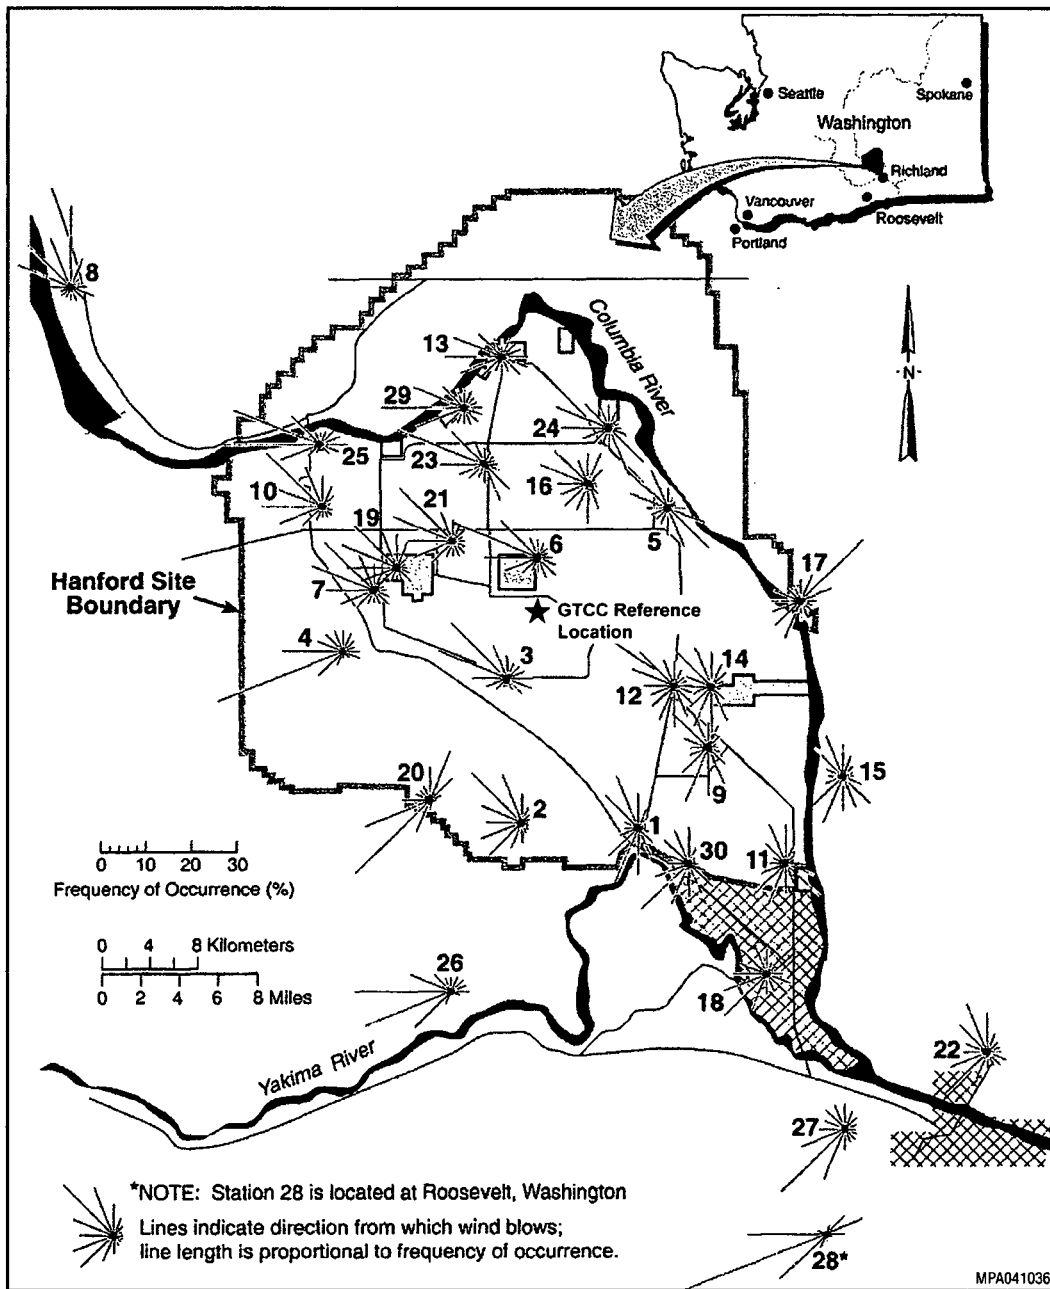 Seattle
Spokane
Washington
Richland
Vancouver
Roosevelt
Portland
8
Columbia River
-N-
13
29
24
25
23
16
10
21
19
6
5
17
7
Hanford Site
Boundary
GTCC Reference
Location
4
3
14
12
15
20
9
2
1
30
11
0 10 20 30
Frequency of Occurrence (%)
0 4 8 Kilometers
0 2 4 6 8 Miles
26
18
22
Yakima River
27
*NOTE: Station 28 is located at Roosevelt, Washington
Lines indicate direction from which wind blows;
line length is proportional to frequency of occurrence.
28*
MPA041036